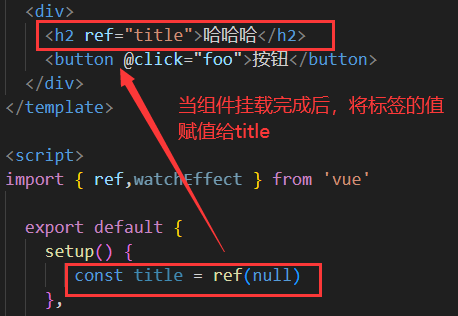 <div>
<h2 ref="title">哈哈哈</h2>
<button @click="foo">按钮</button>
</div>
</template>
当组件挂载完成后，将标签的值
赋值给title
<script>
import { ref,watchEffect } from 'vue'
export default {
setup() {
const title = ref(null)
},